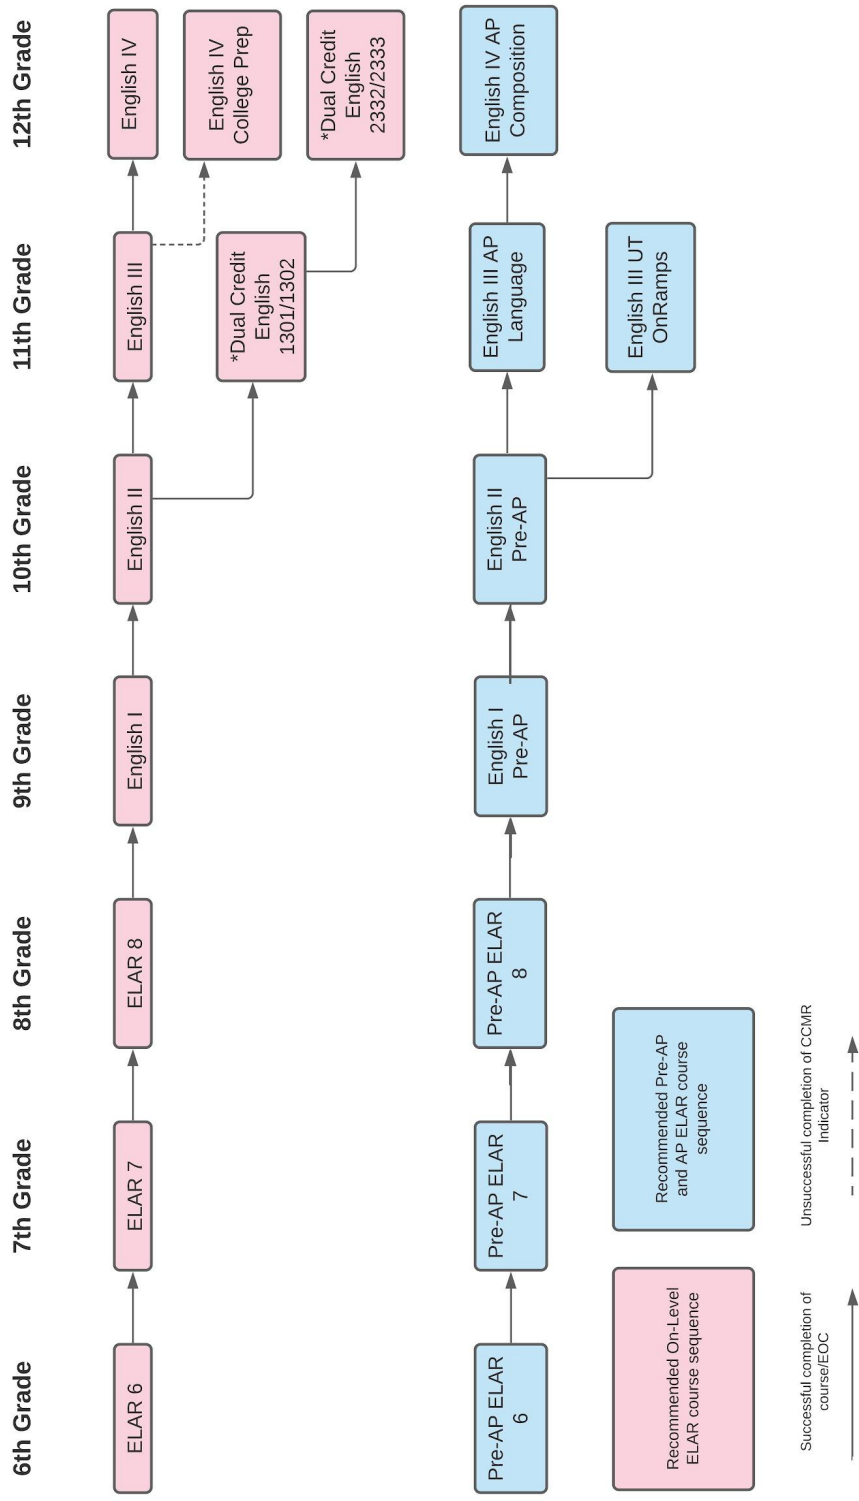 6th Grade
7th Grade
8th Grade
9th Grade
10th Grade
11th Grade
12th Grade
ELAR 6
ELAR 7
ELAR 8
English I
English II
English III
English IV
English IV
College Prep
*Dual Credit
English
1301/1302
*Dual Credit
English
2332/2333
Pre-AP ELAR
6
Pre-AP ELAR
7
Pre-AP ELAR
8
English I
Pre-AP
English II
Pre-AP
English III AP
Language
English IV AP
Composition
English III UT
OnRamps
Recommended On-Level
ELAR course sequence
Recommended Pre-AP
and AP ELAR course
sequence
Successful completion of
course/EOC
Unsuccessful completion of CCMR
Indicator